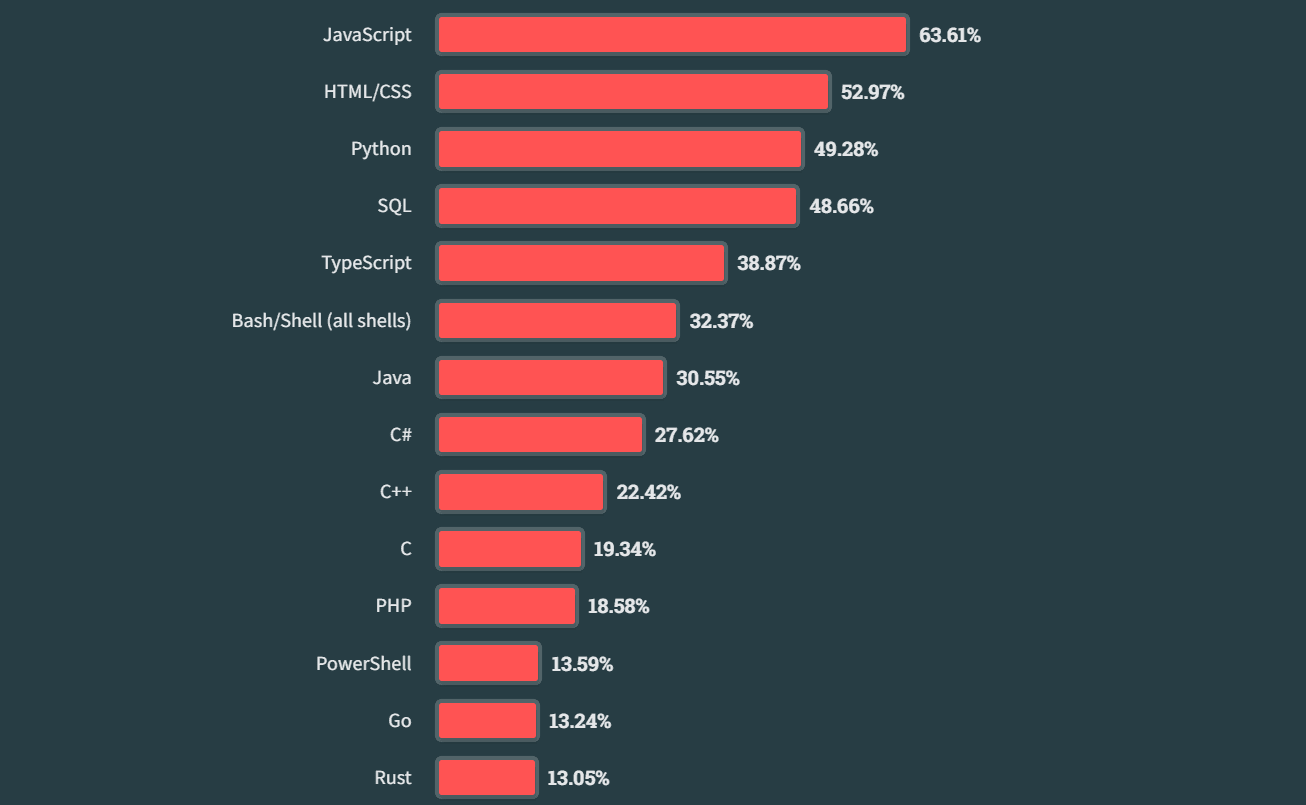 JavaScript 63.61%
HTML/CSS 52.97%
Python 49.28%
SQL 48.66%
TypeScript 38.87%
Bash/Shell (all shells) 32.37%
Java 30.55%
C# 27.62%
C++ 22.42%
C 19.34%
PHP 18.58%
PowerShell 13.59%
Go 13.24%
Rust 13.05%